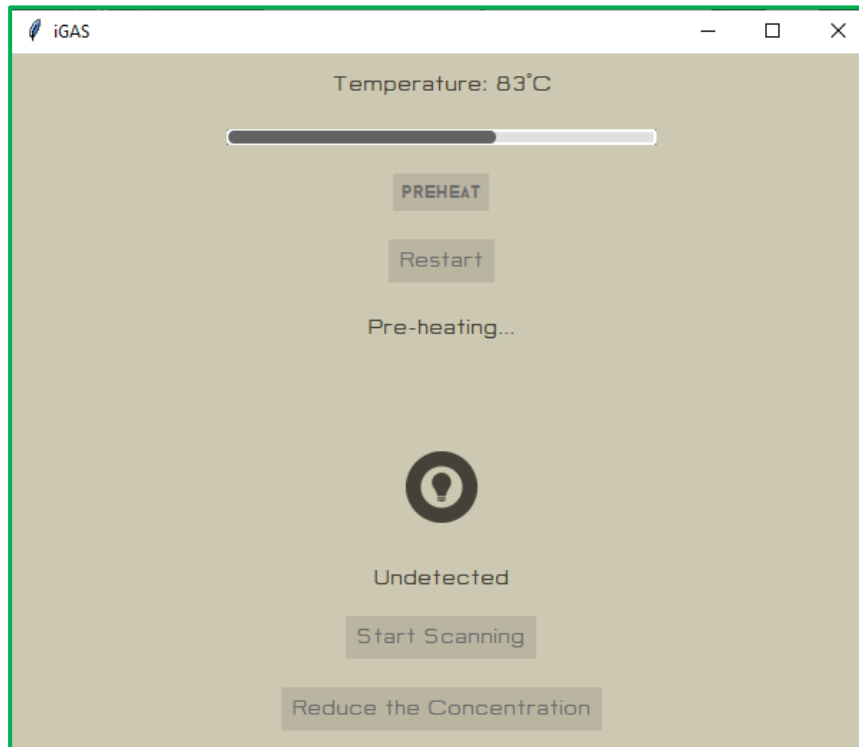 iGAS
Temperature: 83°C
PREHEAT
Restart
Pre-heating...
Undetected
Start Scanning
Reduce the Concentration